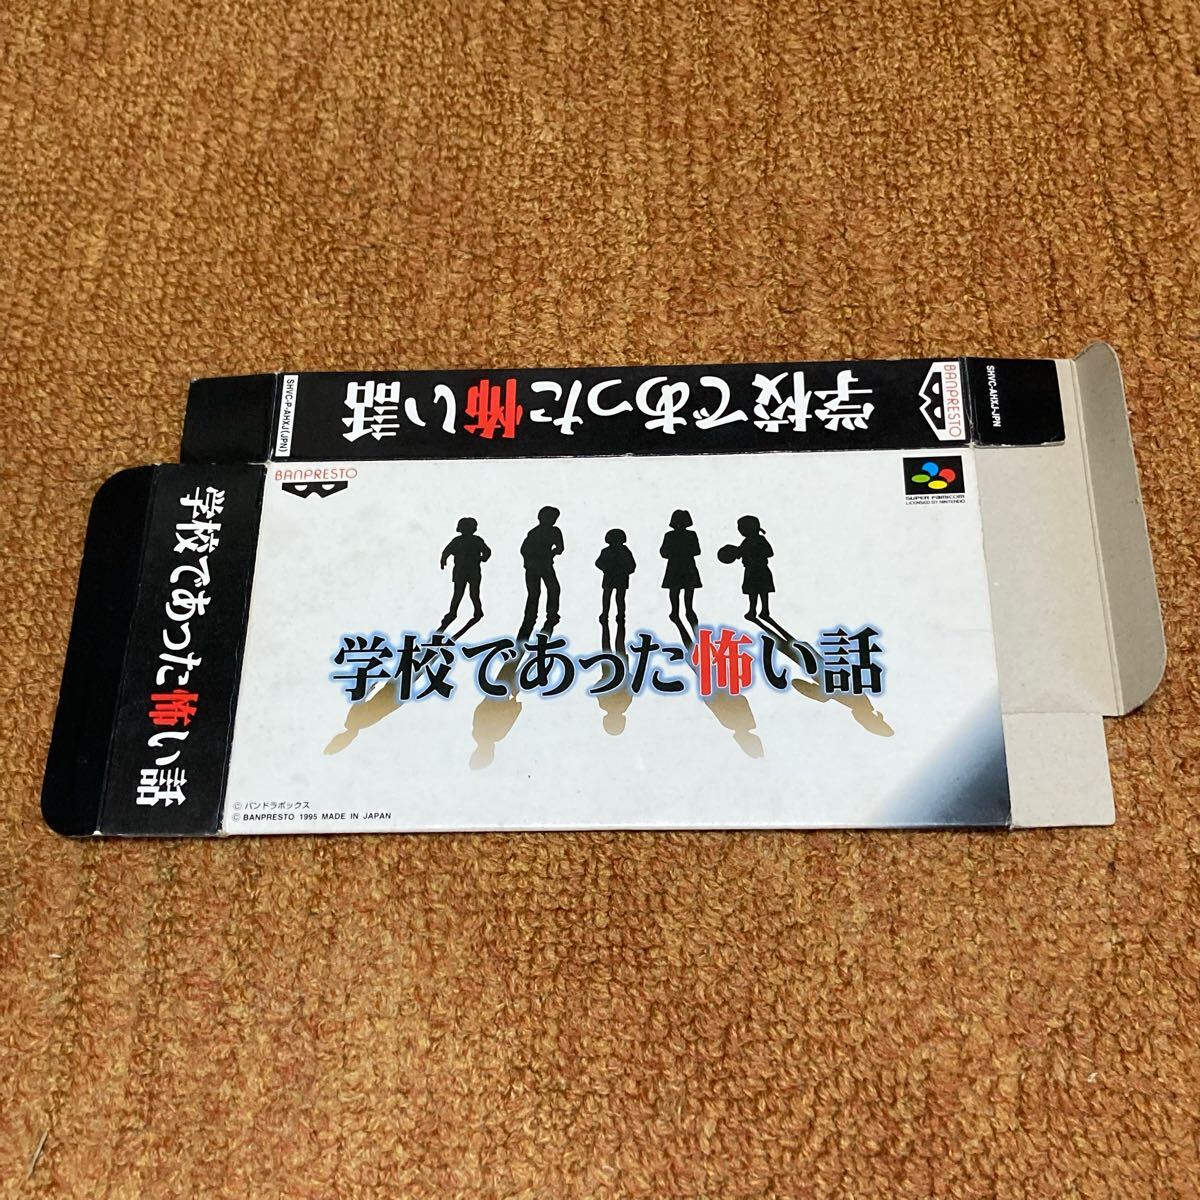 BANPRESTO
学校であった怖い話
SHVC-P-AHXJ(JPN)
SHVC-AHXJ-JPN
学校であった怖い話
BANPRESTO
SUPER FAMICOM
LICENSED BY NINTENDO
学校であった怖い話
© パンドラボックス
© BANPRESTO 1995 MADE IN JAPAN